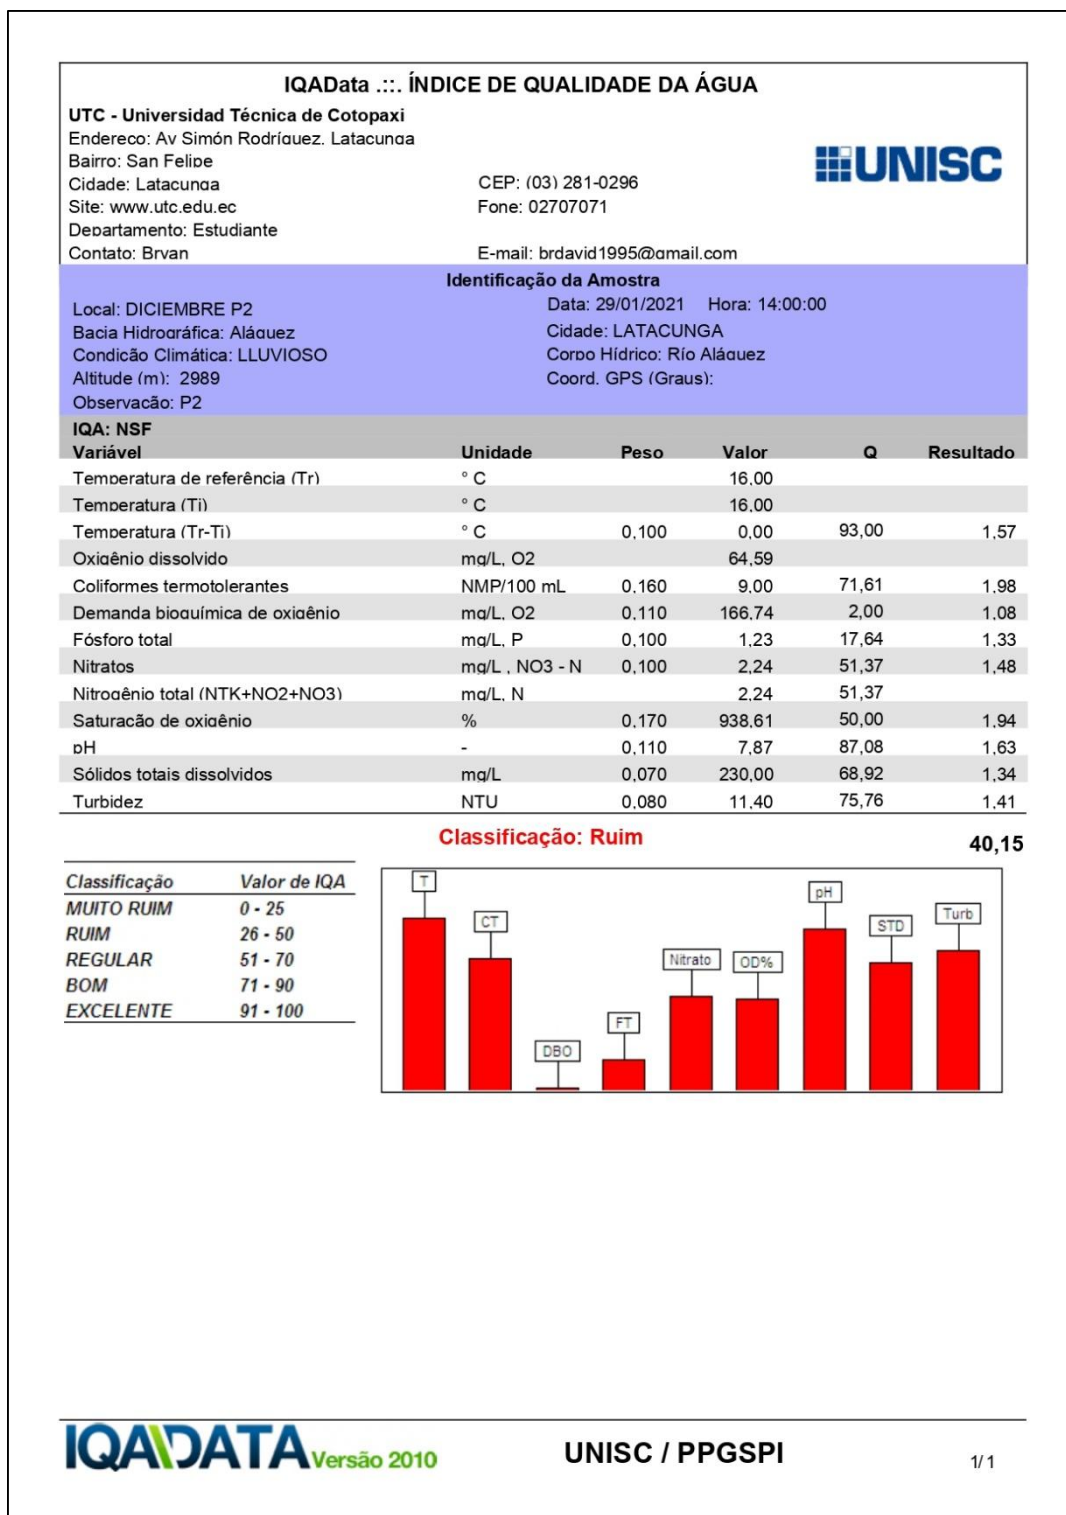 IQAData .::. ÍNDICE DE QUALIDADE DA ÁGUA
UTC - Universidad Técnica de Cotopaxi
Endereço: Av Simón Rodríguez. Latacunga
Bairro: San Felipe
Cidade: Latacunga CEP: (03) 281-0296
Site: www.utc.edu.ec Fone: 02707071
Departamento: Estudiante
Contato: Bryan E-mail: brdavid1995@gmail.com
UNISC
Identificação da Amostra
Local: DICIEMBRE P2 Data: 29/01/2021 Hora: 14:00:00
Bacia Hidrográfica: Aláquez Cidade: LATACUNGA
Condição Climática: LLUVIOSO Corpo Hídrico: Río Aláquez
Altitude (m): 2989 Coord. GPS (Graus):
Observação: P2
IQA: NSF
Variável Unidade Peso Valor Q Resultado
Temperatura de referência (Tr) ° C 16,00
Temperatura (Ti) ° C 16,00
Temperatura (Tr-Ti) ° C 0,100 0,00 93,00 1,57
Oxigênio dissolvido mg/L, O2 64,59
Coliformes termotolerantes NMP/100 mL 0,160 9,00 71,61 1,98
Demanda bioquímica de oxigênio mg/L, O2 0,110 166,74 2,00 1,08
Fósforo total mg/L, P 0,100 1,23 17,64 1,33
Nitratos mg/L , NO3 - N 0,100 2,24 51,37 1,48
Nitrogênio total (NTK+NO2+NO3) mg/L, N 2,24 51,37
Saturação de oxigênio % 0,170 938,61 50,00 1,94
pH - 0,110 7,87 87,08 1,63
Sólidos totais dissolvidos mg/L 0,070 230,00 68,92 1,34
Turbidez NTU 0,080 11,40 75,76 1,41
Classificação: Ruim 40,15
Classificação Valor de IQA
MUITO RUIM 0 - 25
RUIM 26 - 50
REGULAR 51 - 70
BOM 71 - 90
EXCELENTE 91 - 100
T
CT
DBO
FT
Nitrato
OD%
pH
STD
Turb
IQADATA Versão 2010 UNISC / PPGSPI 1/ 1